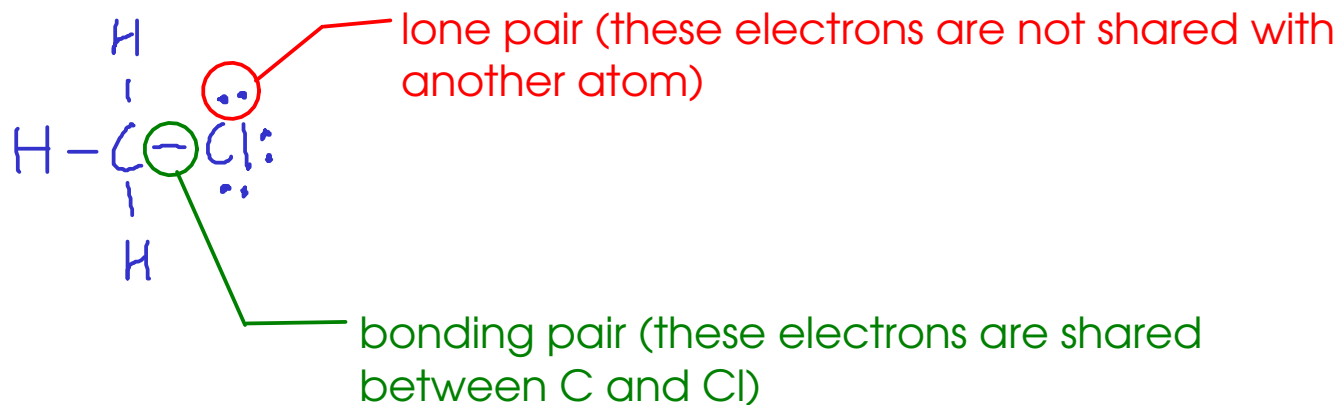 H
lone pair (these electrons are not shared with
another atom)
H - C - Cl
H
bonding pair (these electrons are shared
between C and Cl)